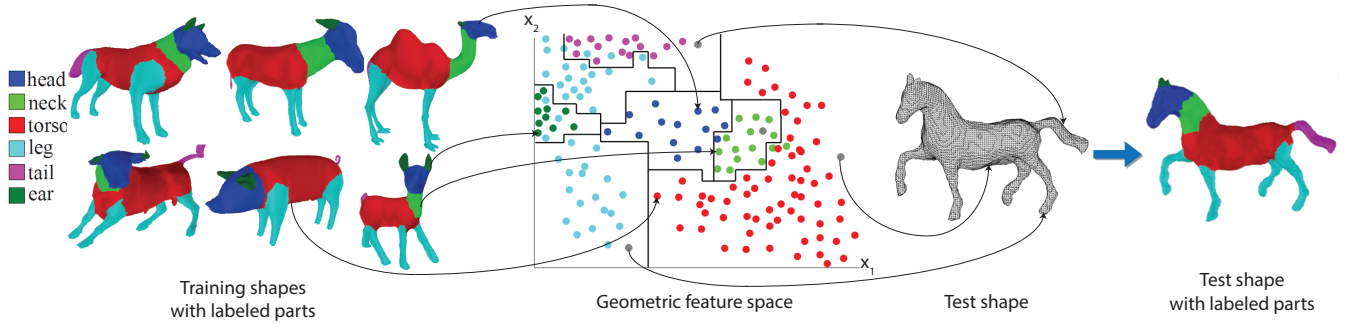 head
neck
torso
leg
tail
ear
x2
x1
Training shapes
with labeled parts
Geometric feature space
Test shape
Test shape
with labeled parts